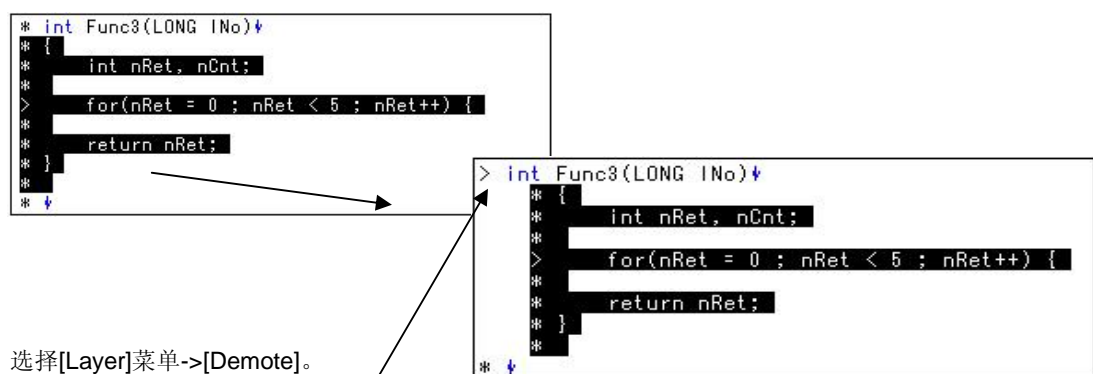 * int Func3(LONG lNo)↓
* {
*     int nRet, nCnt;
*
>     for(nRet = 0 ; nRet < 5 ; nRet++) {
*
*     return nRet;
* }
*
* ↓
> int Func3(LONG lNo)↓
* {
*     int nRet, nCnt;
*
>     for(nRet = 0 ; nRet < 5 ; nRet++) {
*
*     return nRet;
* }
*
* ↓
选择[Layer]菜单->[Demote]。